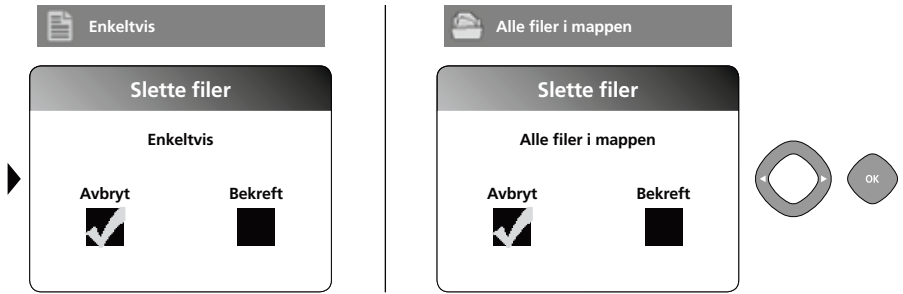 Enkeltvis
Slette filer
Enkeltvis
Avbryt Bekreft
Alle filer i mappen
Slette filer
Alle filer i mappen
Avbryt Bekreft
OK